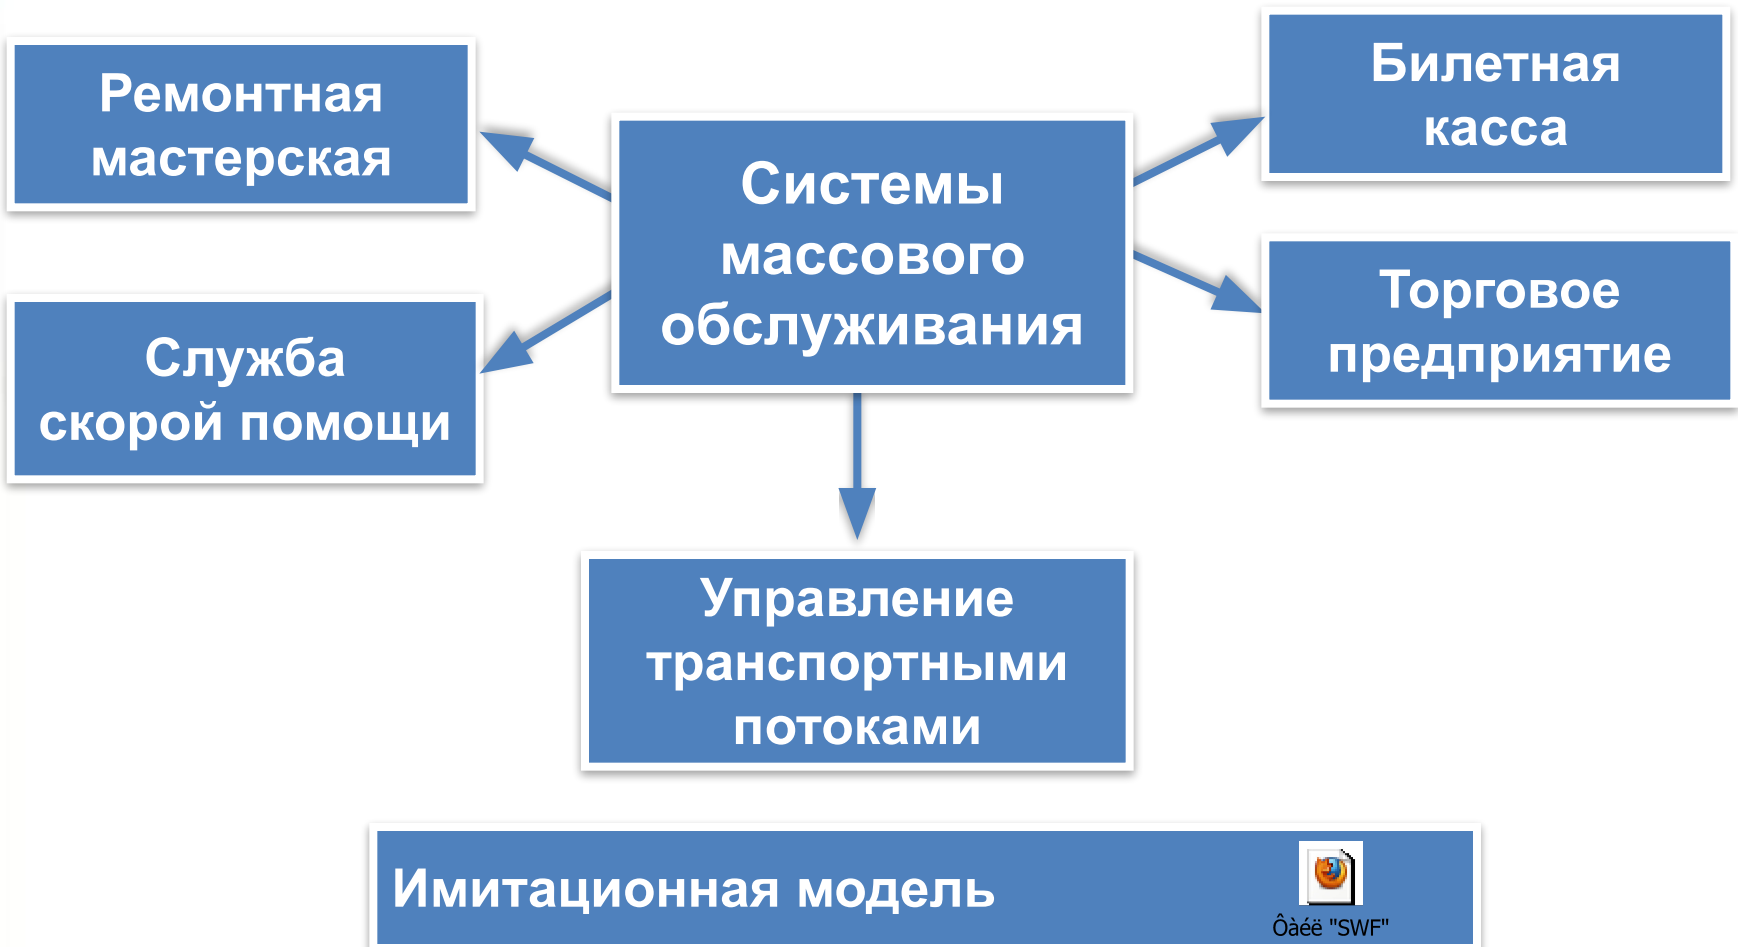 Ремонтная
мастерская
Билетная
касса
Системы
массового
обслуживания
Служба
скорой помощи
Торговое
предприятие
Управление
транспортными
потоками
Имитационная модель
Ôàéë "SWF"